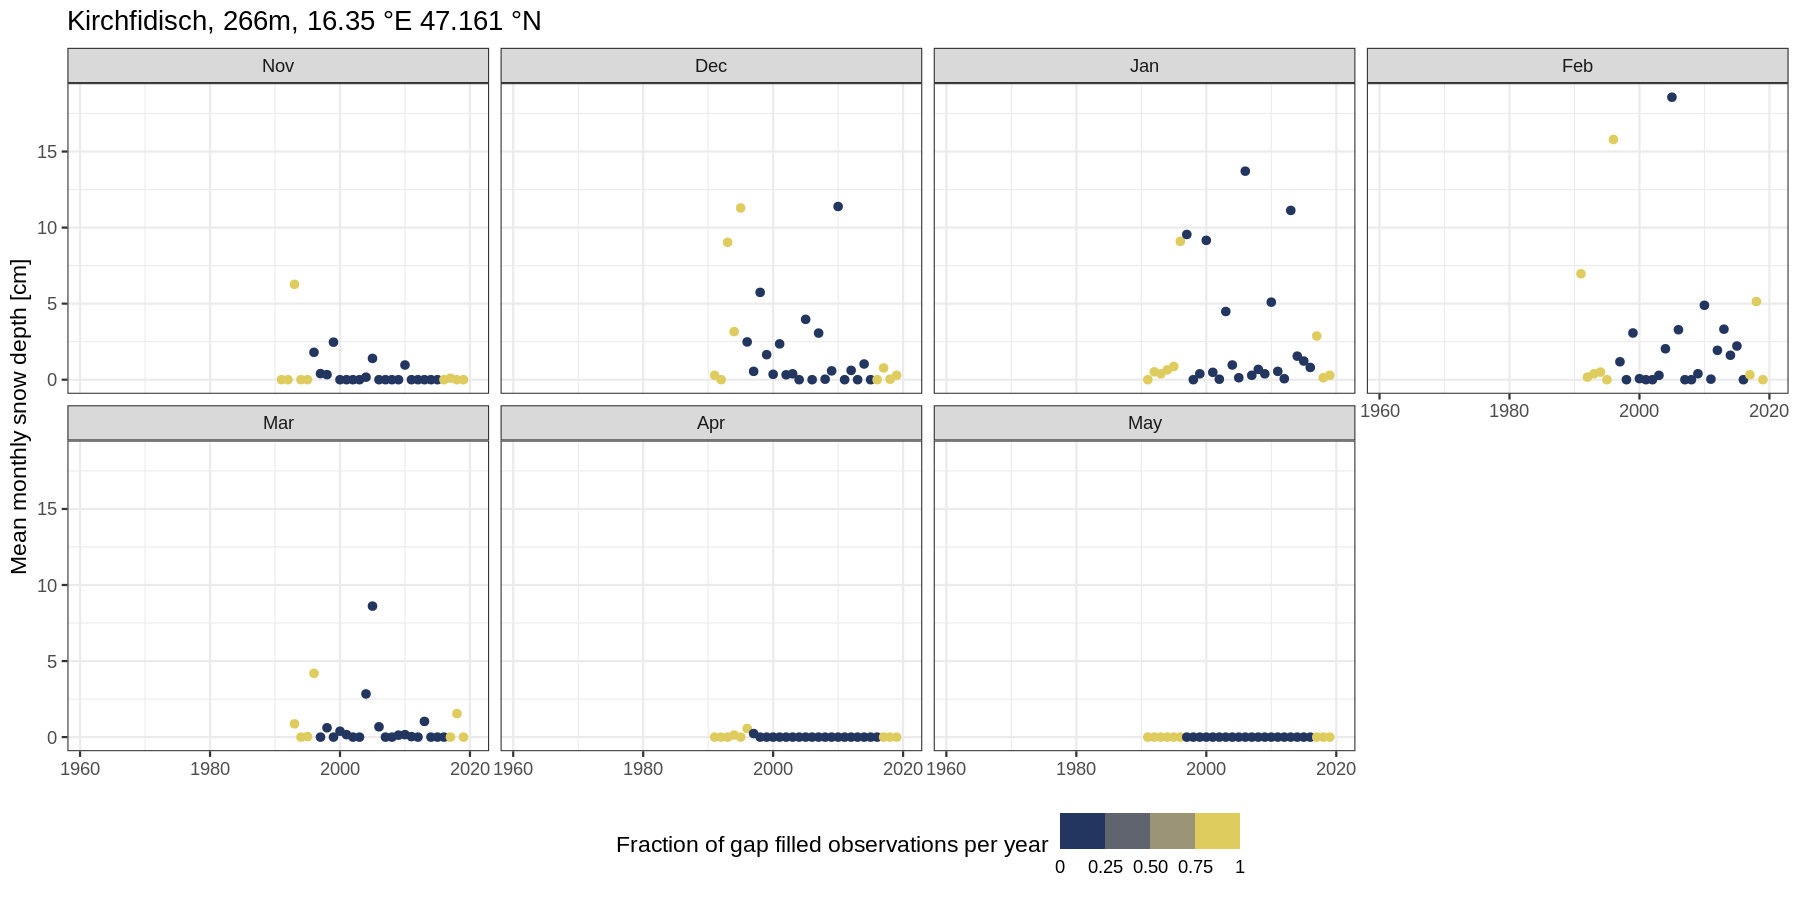 Kirchfidisch, 266m, 16.35 °E 47.161 °N
Nov
Dec
Jan
Feb
15
10
5
0
1960 1980 2000 2020
Mar
Apr
May
15
10
5
0
1960 1980 2000 2020 1960 1980 2000 2020 1960 1980 2000 2020
Mean monthly snow depth [cm]
Fraction of gap filled observations per year
0 0.25 0.50 0.75 1